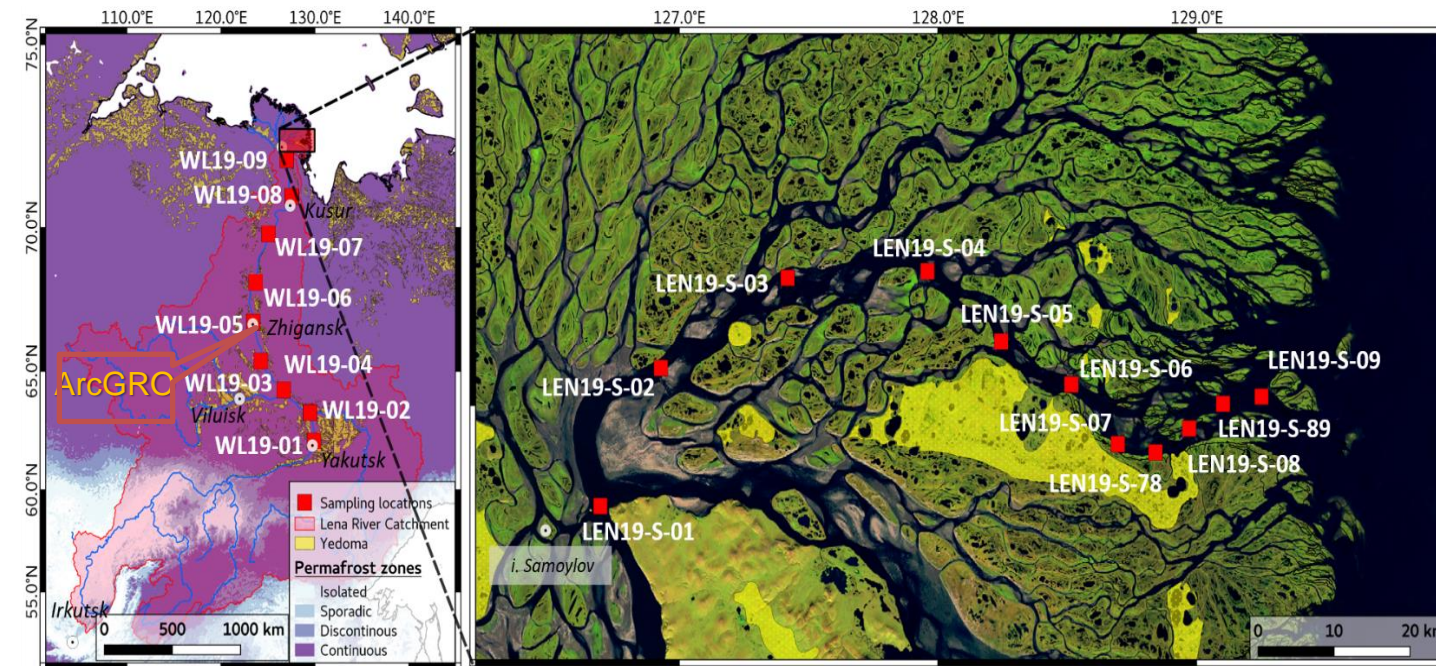 110.0°E 120.0°E 130.0°E 140.0°E
75.0°N
70.0°N
65.0°N
60.0°N
55.0°N
WL19-09
WL19-08
Kusur
WL19-07
WL19-06
WL19-05
Zhigansk
ArcGRO
WL19-04
WL19-03
Viluisk
WL19-02
WL19-01
Yakutsk
Irkutsk
0 500 1000 km
Sampling locations
Lena River Catchment
Yedoma
Permafrost zones
Isolated
Sporadic
Discontinous
Continuous
127.0°E 128.0°E 129.0°E
LEN19-S-04
LEN19-S-03
LEN19-S-05
LEN19-S-09
LEN19-S-06
LEN19-S-02
LEN19-S-07
LEN19-S-89
LEN19-S-08
LEN19-S-78
LEN19-S-01
i. Samoylov
0 10 20 km